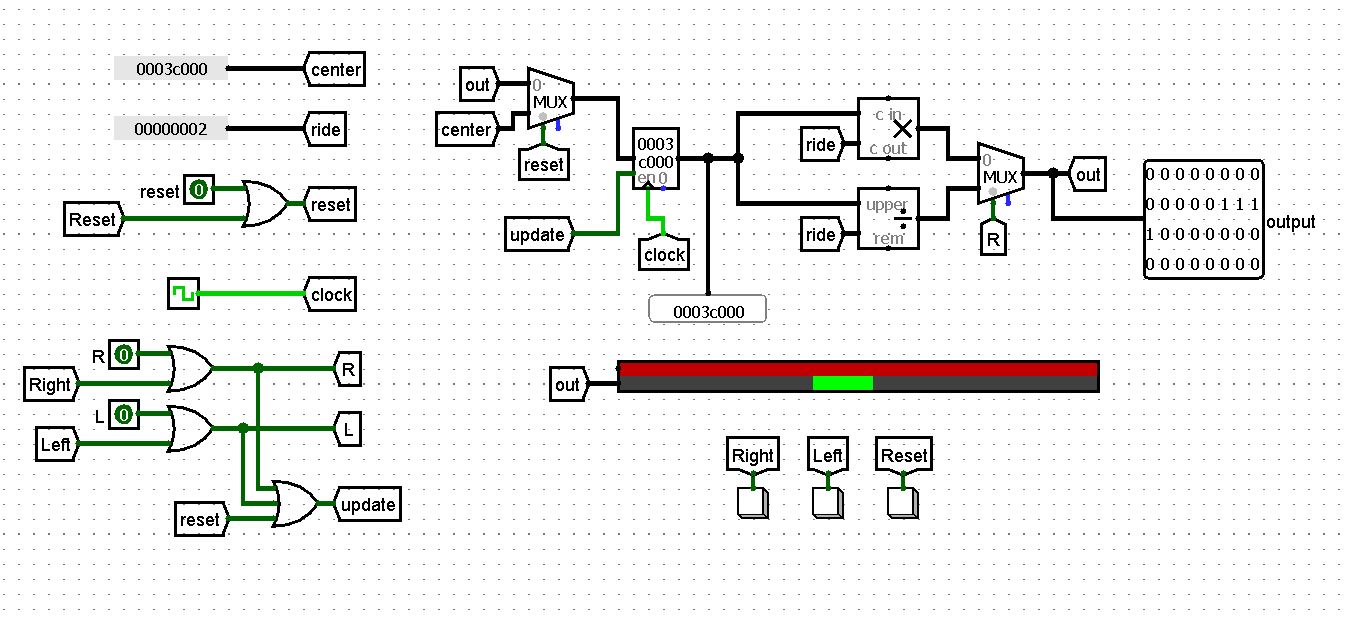 0003c000 center
00000002 ride
reset 0 reset
Reset
clock
R 0 R
Right
L 0 L
Left
reset update
out 0 MUX
center
reset
0003
c000
en 0
update
clock
0003c000
c in
ride c out
upper
ride rem
0 MUX out
R
0 0 0 0 0 0 0 0
0 0 0 0 0 1 1 1
1 0 0 0 0 0 0 0
0 0 0 0 0 0 0 0
output
out
Right Left Reset